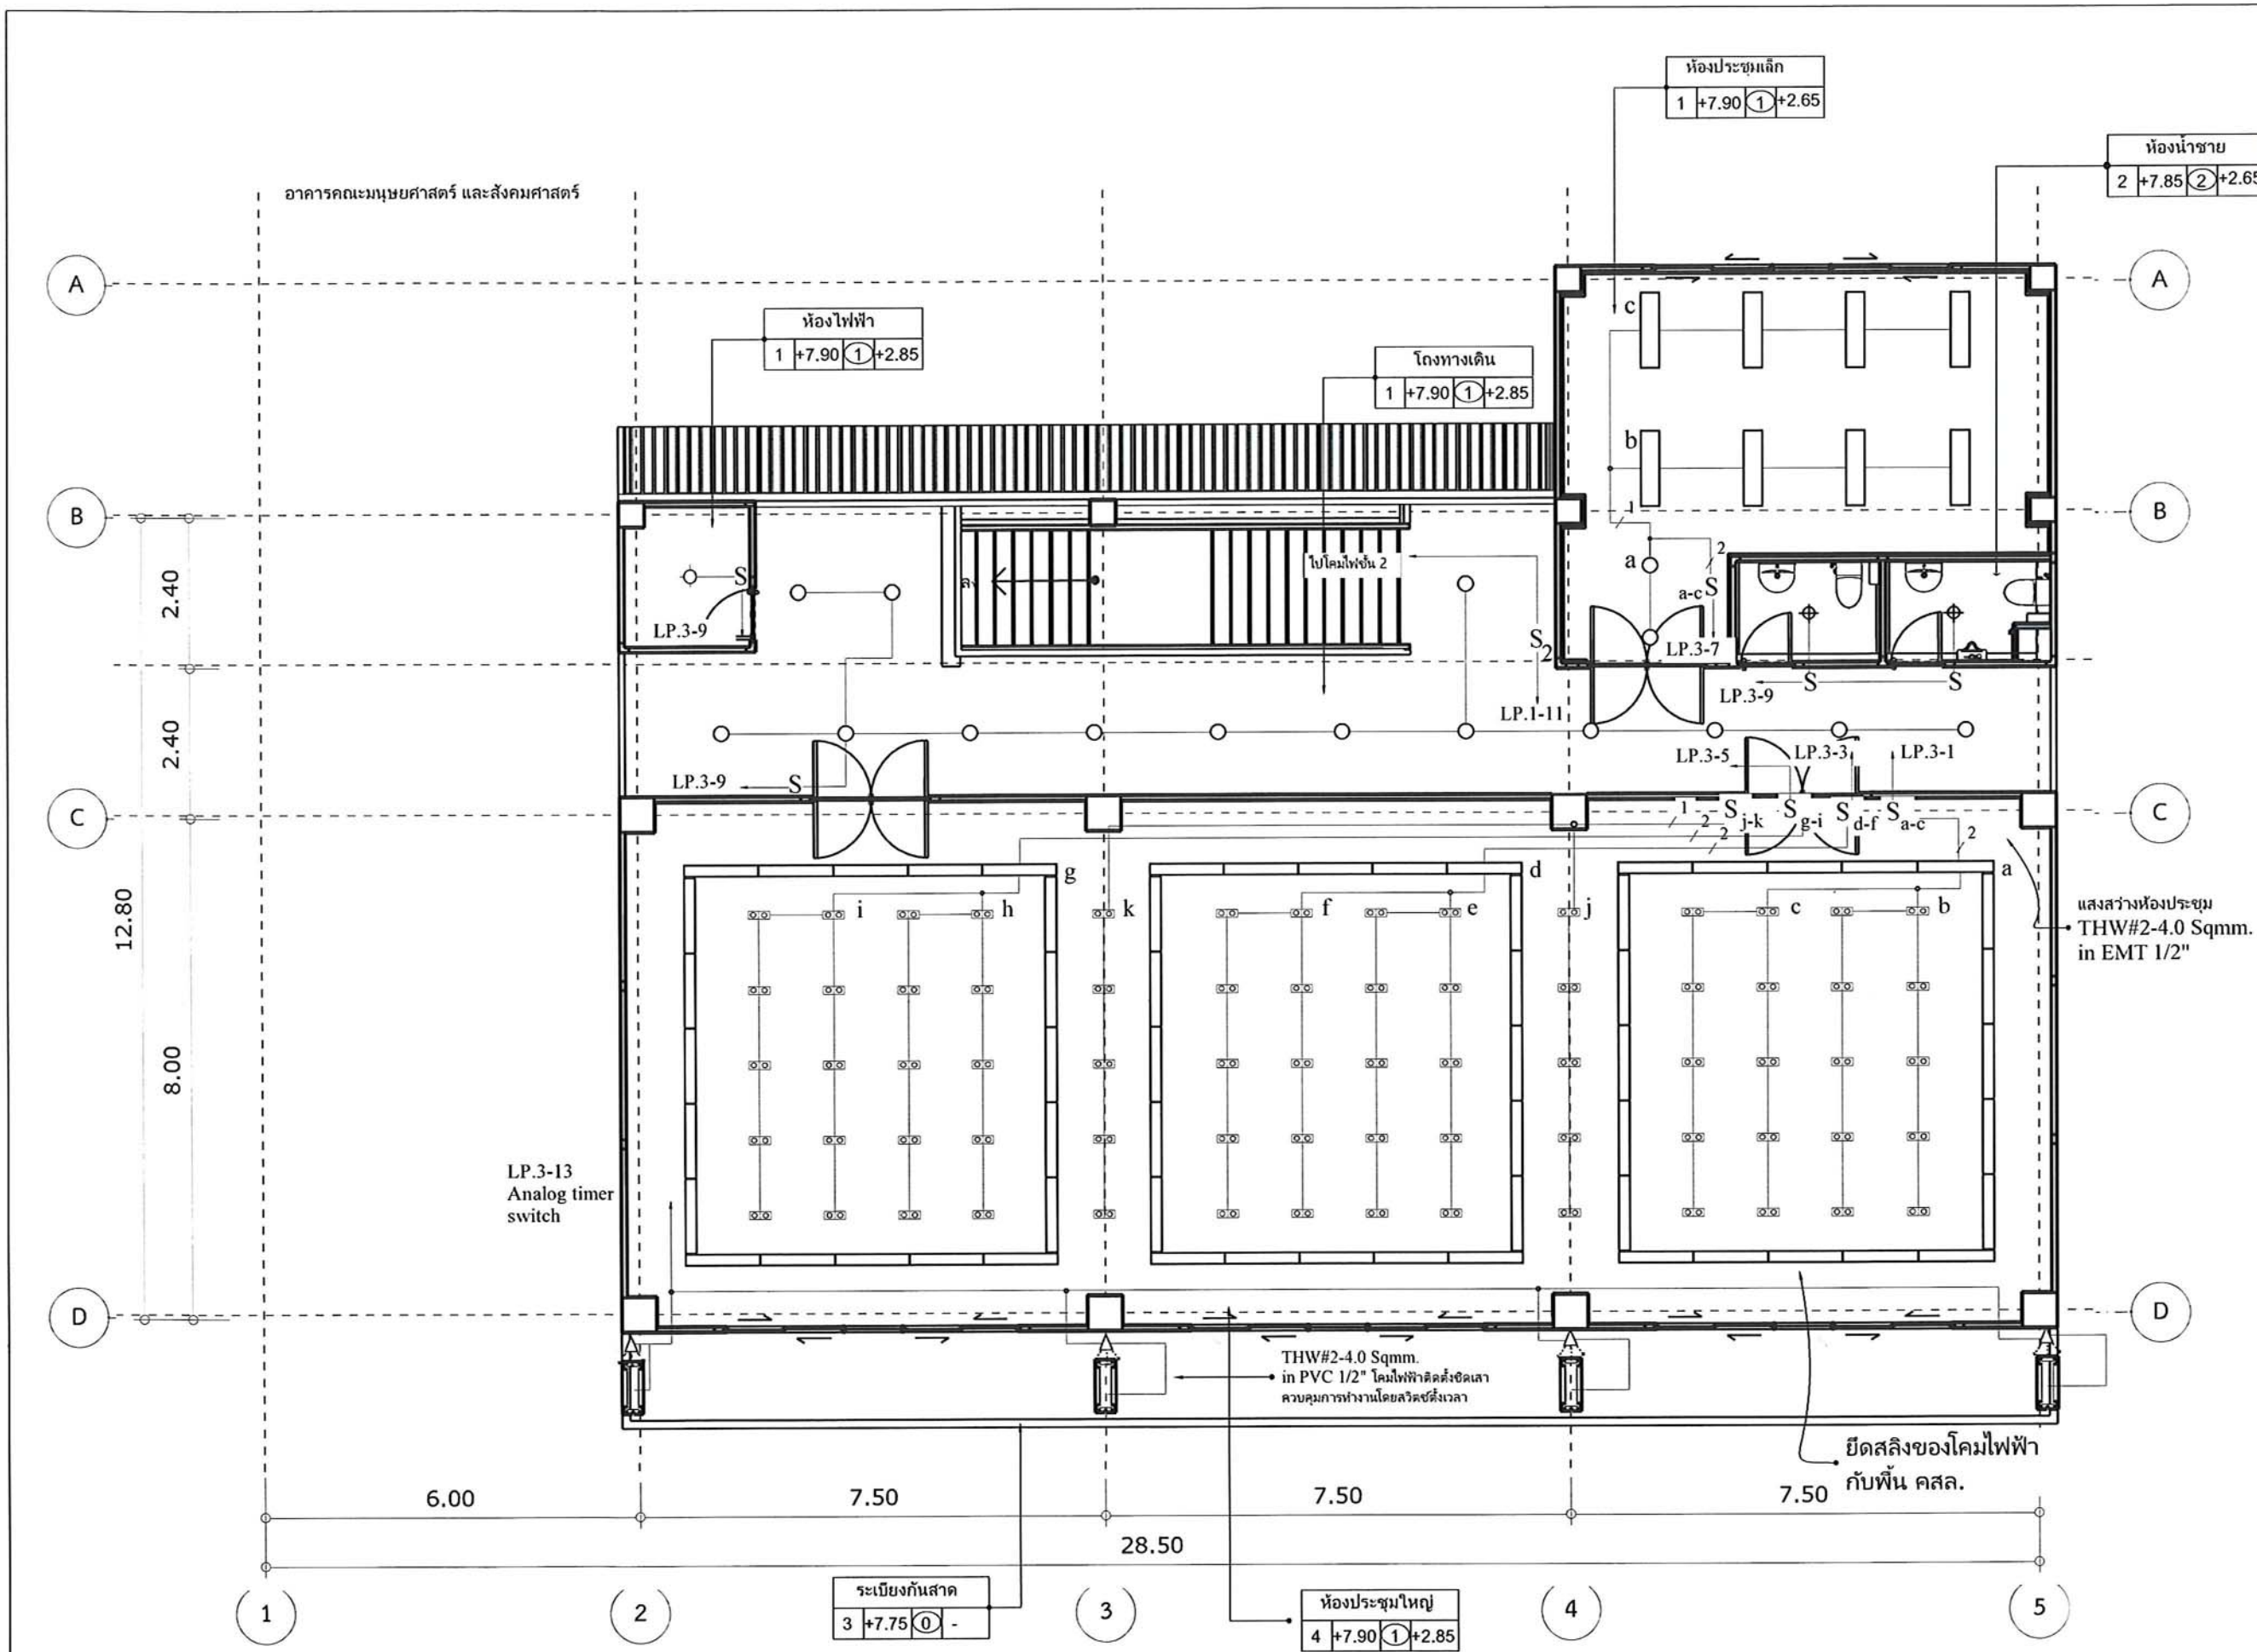 ห้องประชุมเล็ก
1 +7.90 1 +2.65
ห้องน้ำชาย
2 +7.85 2 +2.65
อาคารคณะมนุษยศาสตร์ และสังคมศาสตร์
A
A
ห้องไฟฟ้า
1 +7.90 1 +2.85
โถงทางเดิน
1 +7.90 1 +2.85
c
b
B
B
1
2
a
a-c S
ไปโคมไฟชั้น 2
S
LP.3-9
2.40
S2
LP.3-7
LP.3-9
S
S
LP.1-11
2.40
LP.3-5
LP.3-3
LP.3-1
LP.3-9
S
C
C
1
2
2
S j-k
S g-i
S d-f
S a-c
2
g
d
a
i
h
k
f
e
j
c
b
แสงสว่างห้องประชุม
THW#2-4.0 Sqmm.
in EMT 1/2"
12.80
8.00
LP.3-13
Analog timer
switch
D
D
THW#2-4.0 Sqmm.
in PVC 1/2" โคมไฟฟ้าติดตั้งชิดเสา
ควบคุมการทำงานโดยสวิตซ์ตั้งเวลา
ยึดสลิงของโคมไฟฟ้า
กับพื้น คสล.
6.00
7.50
7.50
7.50
28.50
ระเบียงกันสาด
3 +7.75 0 -
ห้องประชุมใหญ่
4 +7.90 1 +2.85
1
2
3
4
5